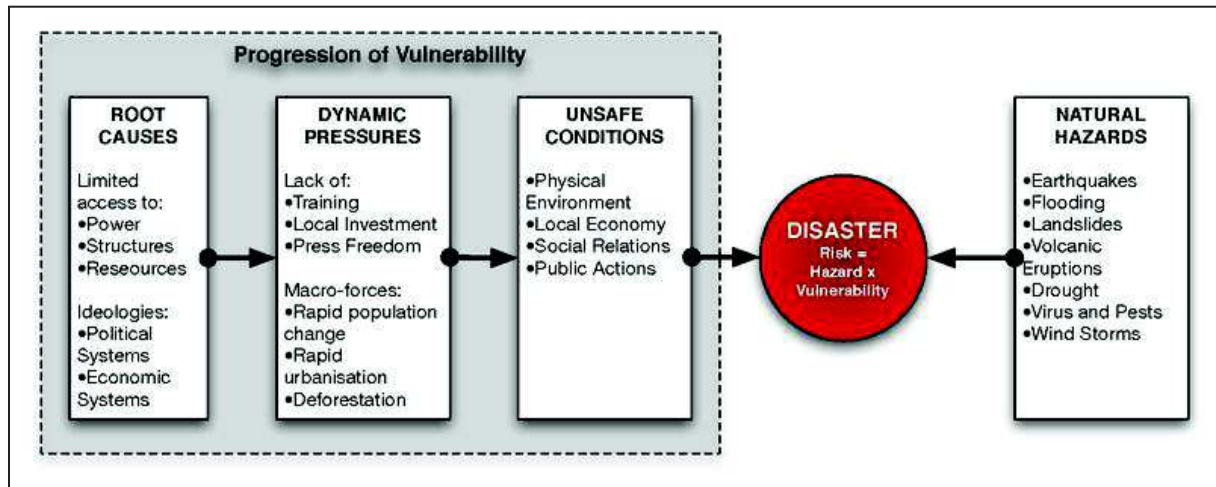 Progression of Vulnerability
ROOT
CAUSES
Limited
access to:
•Power
•Structures
•Reseources
Ideologies:
•Political
Systems
•Economic
Systems
DYNAMIC
PRESSURES
Lack of:
•Training
•Local Investment
•Press Freedom
Macro-forces:
•Rapid population
change
•Rapid
urbanisation
•Deforestation
UNSAFE
CONDITIONS
•Physical
Environment
•Local Economy
•Social Relations
•Public Actions
DISASTER
Risk =
Hazard x
Vulnerability
NATURAL
HAZARDS
•Earthquakes
•Flooding
•Landslides
•Volcanic
Eruptions
•Drought
•Virus and Pests
•Wind Storms